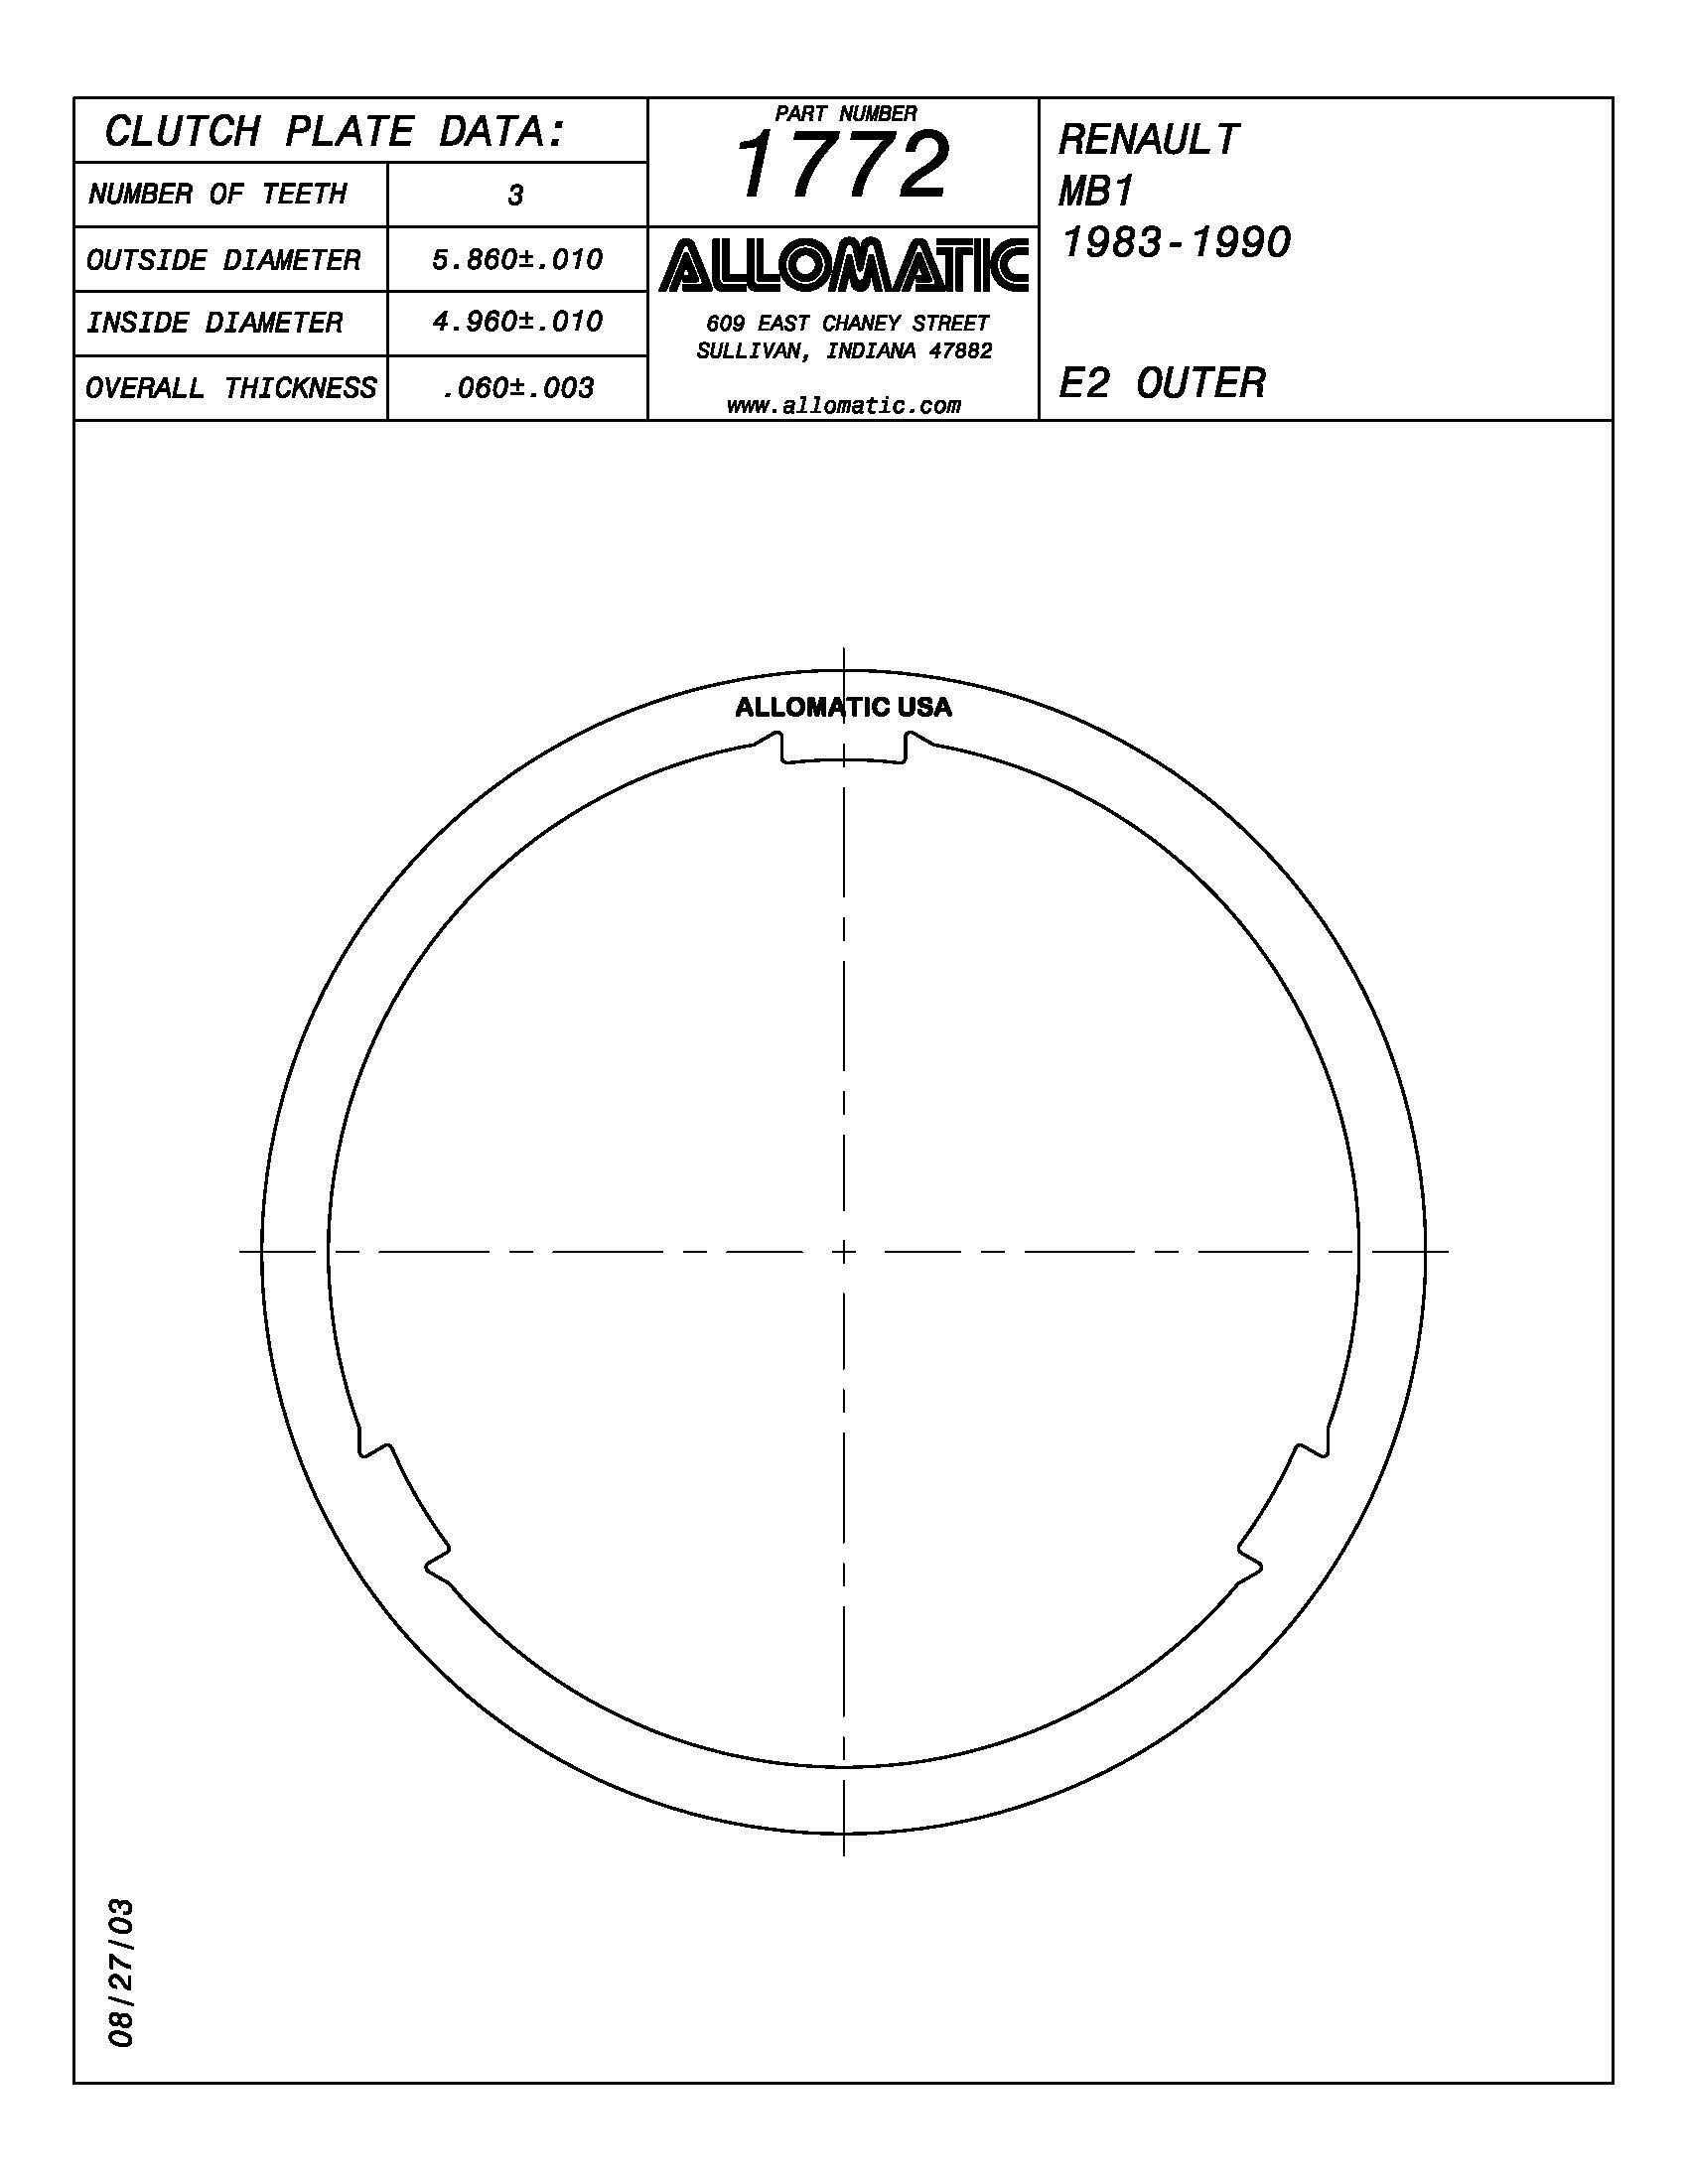 CLUTCH PLATE DATA:
NUMBER OF TEETH 3
OUTSIDE DIAMETER 5.860±.010
INSIDE DIAMETER 4.960±.010
OVERALL THICKNESS .060±.003
PART NUMBER
1772
ALLOMATIC
609 EAST CHANEY STREET
SULLIVAN, INDIANA 47882
www.allomatic.com
RENAULT
MB1
1983-1990
E2 OUTER
ALLOMATIC USA
08/27/03